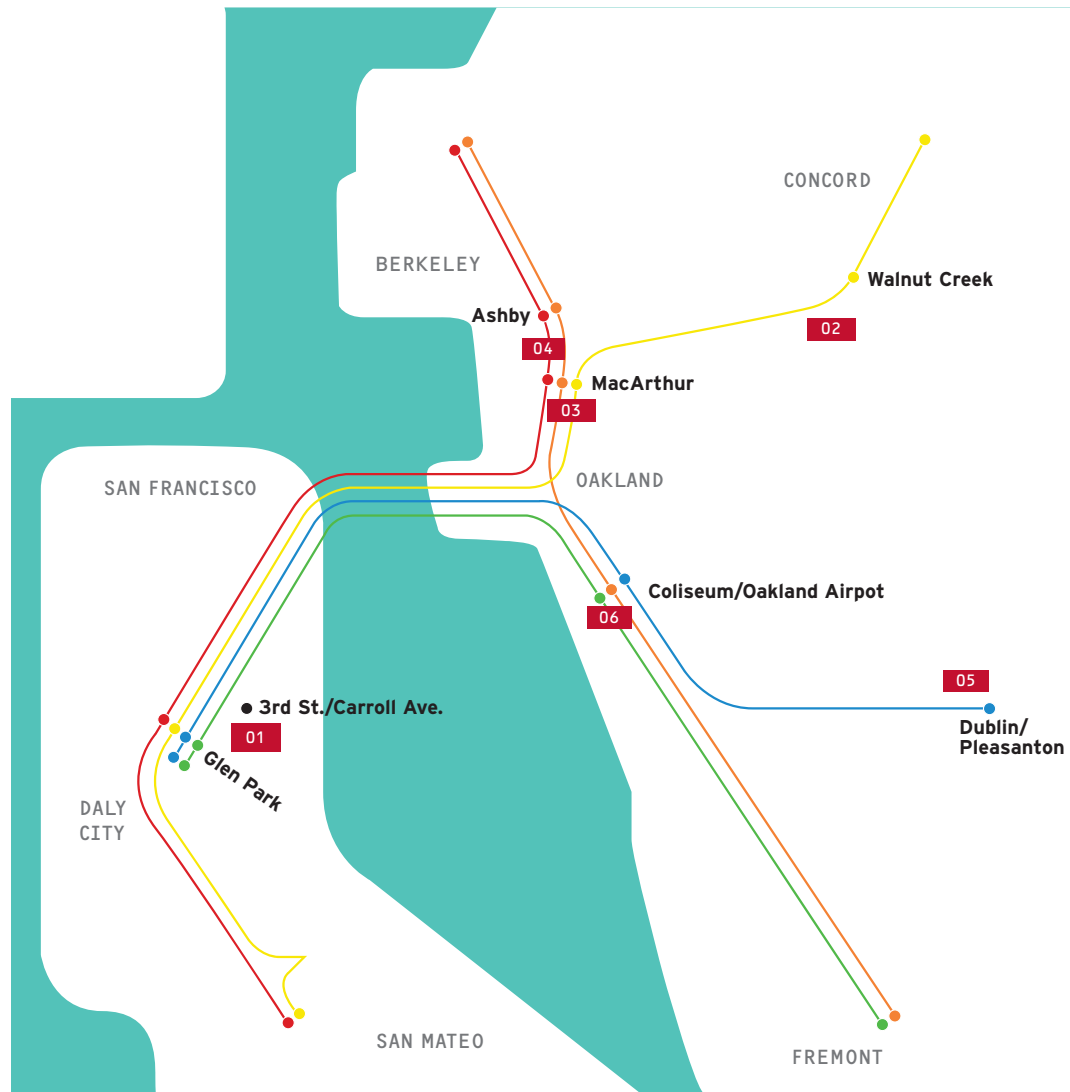 CONCORD
BERKELEY
Walnut Creek
Ashby
02
04
MacArthur
03
OAKLAND
SAN FRANCISCO
Coliseum/Oakland Airpot
06
05
3rd St./Carroll Ave.
01
Dublin/
Pleasanton
Glen Park
DALY
CITY
SAN MATEO
FREMONT